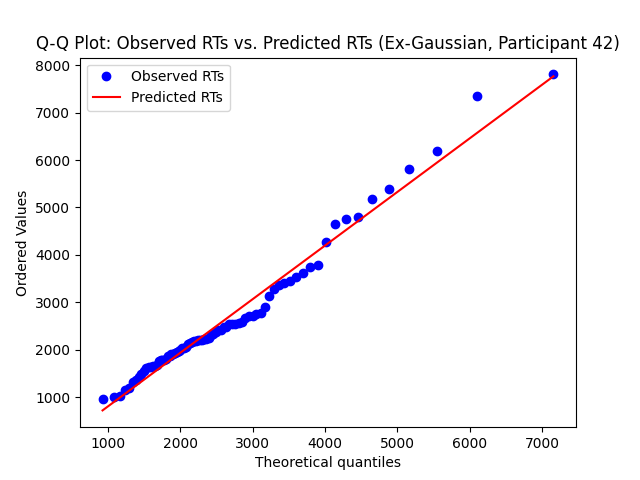 Q-Q Plot: Observed RTs vs. Predicted RTs (Ex-Gaussian, Participant 42)
Observed RTs
Predicted RTs
Ordered Values
8000
7000
6000
5000
4000
3000
2000
1000
1000 2000 3000 4000 5000 6000 7000
Theoretical quantiles